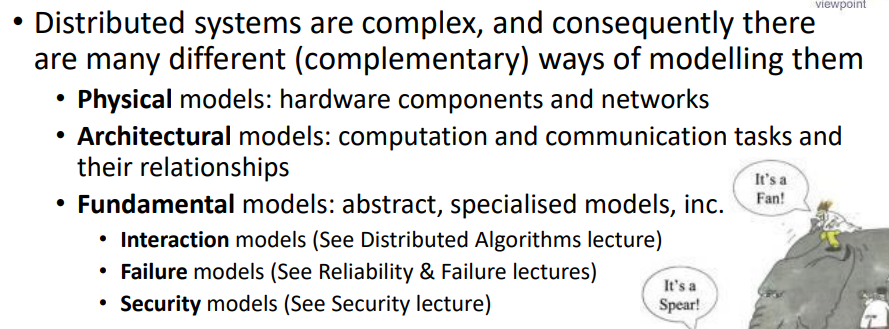 viewpoint
• Distributed systems are complex, and consequently there
are many different (complementary) ways of modelling them
• Physical models: hardware components and networks
• Architectural models: computation and communication tasks and
their relationships
• Fundamental models: abstract, specialised models, inc.
• Interaction models (See Distributed Algorithms lecture)
• Failure models (See Reliability & Failure lectures)
• Security models (See Security lecture)
It's a
Fan!
It's a
Spear!